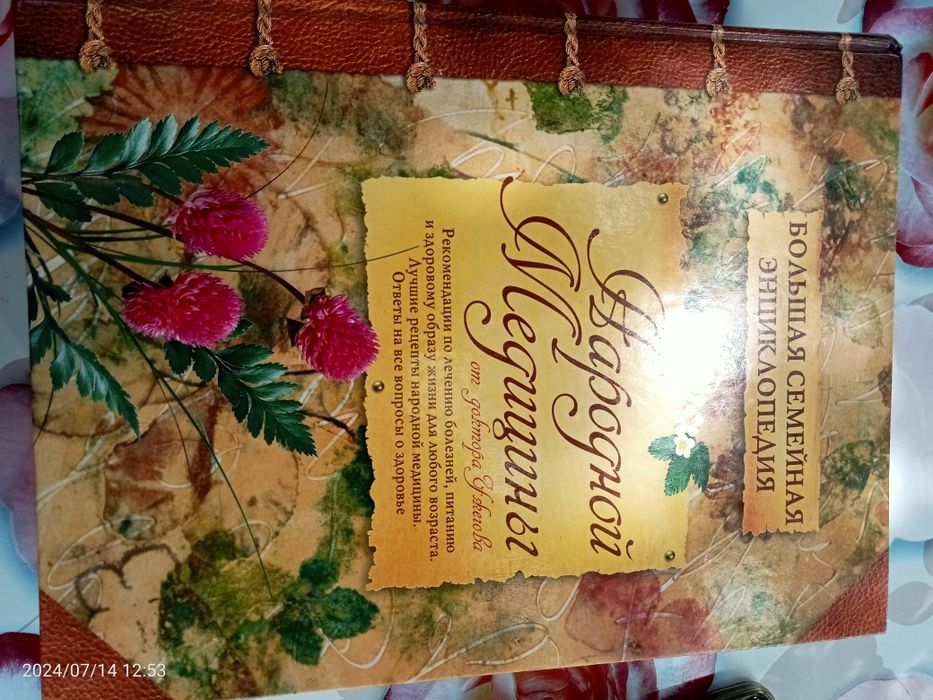 БОЛЬШАЯ СЕМЕЙНАЯ
ЭНЦИКЛОПЕДИЯ
Народной
Медицины
от доктора Ужегова
Рекомендации по лечению болезней, питанию
и здоровому образу жизни для любого возраста.
Лучшие рецепты народной медицины.
Ответы на все вопросы о здоровье
2024/07/14 12:53